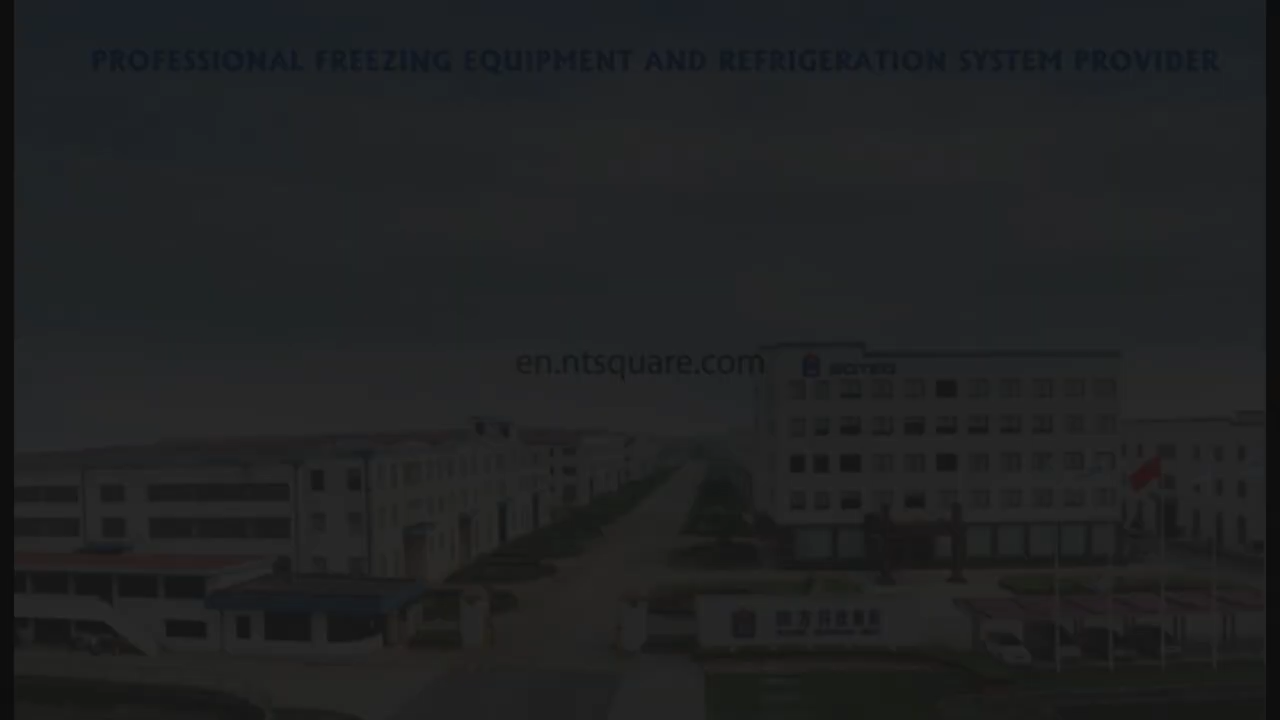 PROFESSIONAL FREEZING EQUIPMENT AND REFRIGERATION SYSTEM PROVIDER
en.ntsquare.com